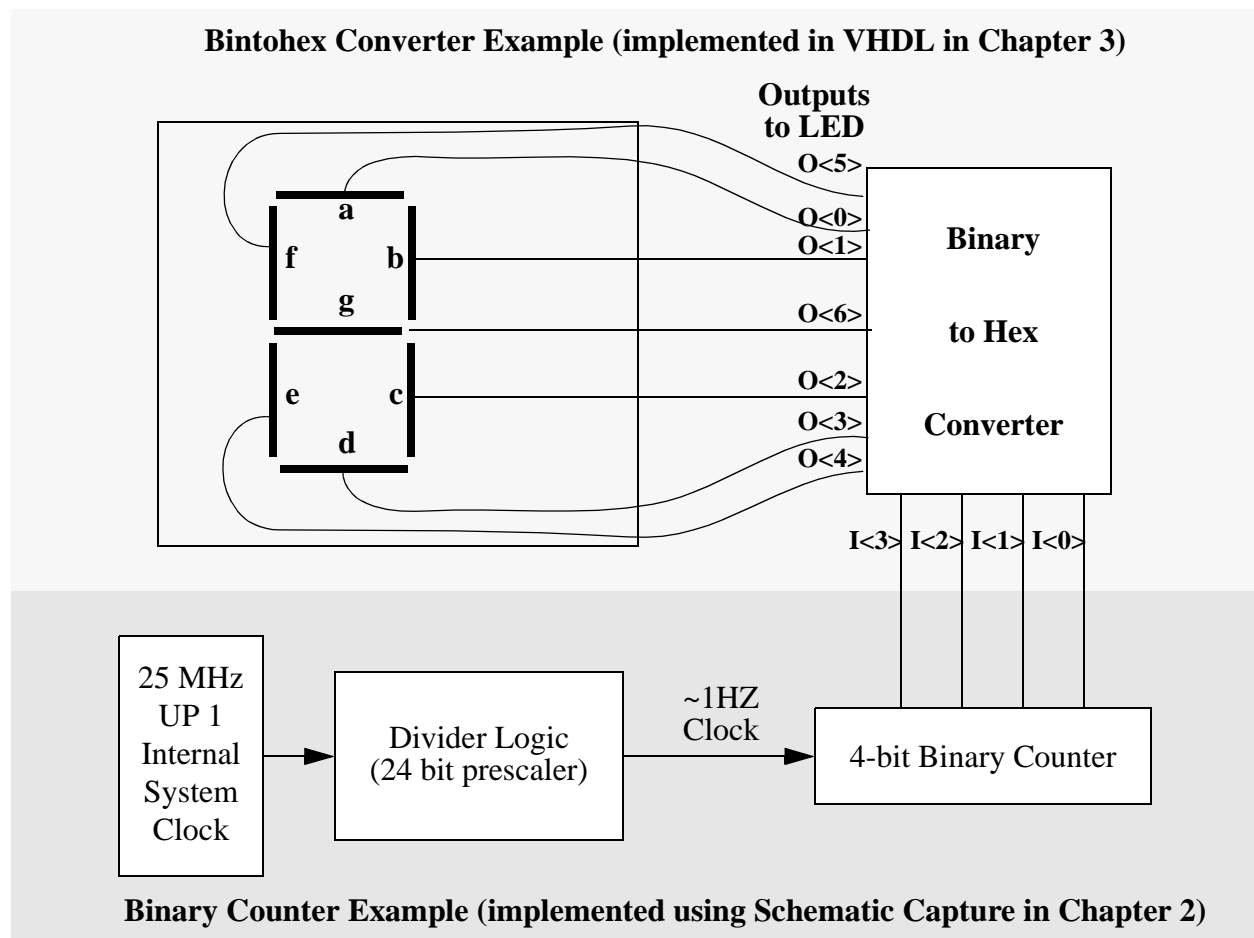 Bintohex Converter Example (implemented in VHDL in Chapter 3)
Outputs
to LED
O<5>
O<0>
O<1>
O<6>
O<2>
O<3>
O<4>
a
f
b
g
e
c
d
Binary
to Hex
Converter
I<3>
I<2>
I<1>
I<0>
25 MHz
UP 1
Internal
System
Clock
Divider Logic
(24 bit prescaler)
~1HZ
Clock
4-bit Binary Counter
Binary Counter Example (implemented using Schematic Capture in Chapter 2)